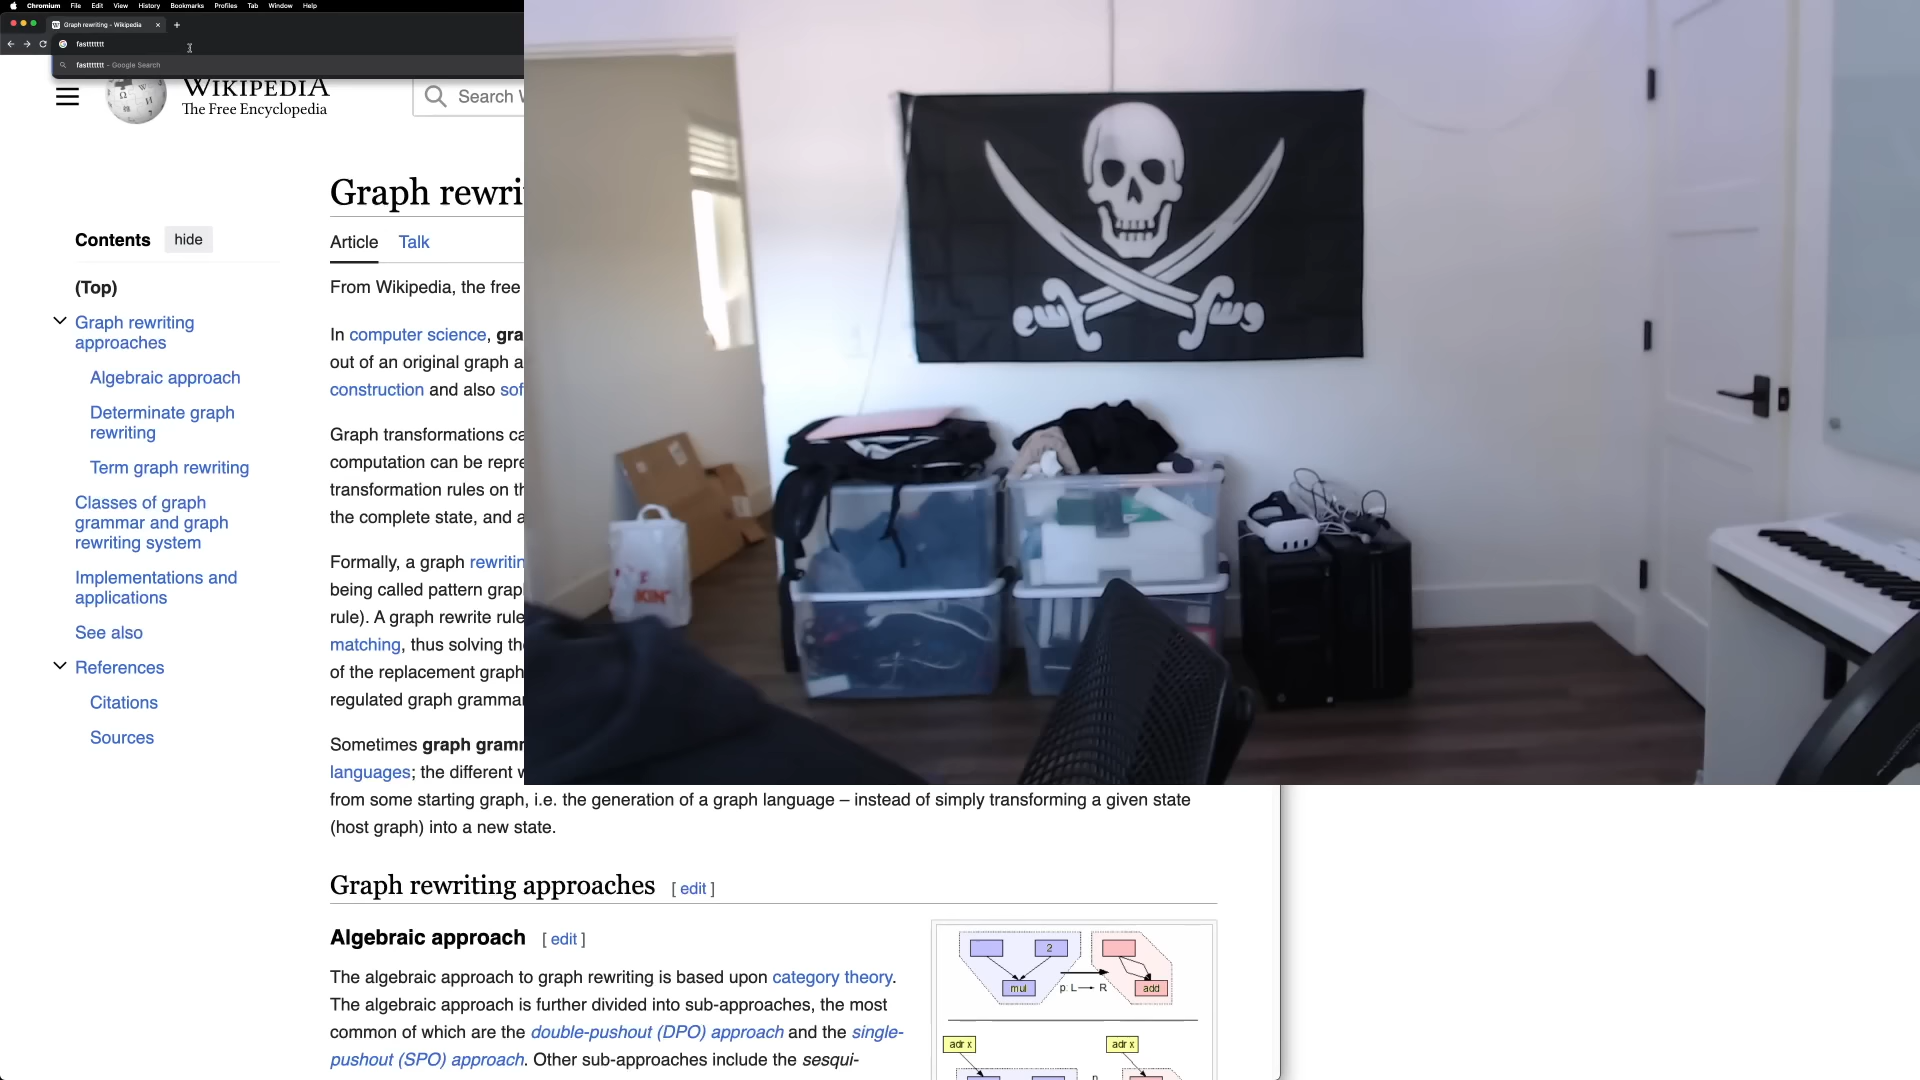 Chromium File Edit View History Bookmarks Profiles Tab Window Help
Graph rewriting - Wikipedia
fasttttttt
fasttttttt – Google Search
WIKIPEDIA
The Free Encyclopedia
Search W
Contents hide
(Top)
Graph rewriting
approaches
Algebraic approach
Determinate graph
rewriting
Term graph rewriting
Classes of graph
grammar and graph
rewriting system
Implementations and
applications
See also
References
Citations
Sources
Graph rewri
Article Talk
From Wikipedia, the free
In computer science, gra
out of an original graph a
construction and also sof
Graph transformations ca
computation can be repre
transformation rules on th
the complete state, and a
Formally, a graph rewritin
being called pattern grap
rule). A graph rewrite rule
matching, thus solving th
of the replacement graph
regulated graph gramma
Sometimes graph gramm
languages; the different w
from some starting graph, i.e. the generation of a graph language – instead of simply transforming a given state
(host graph) into a new state.
Graph rewriting approaches [ edit ]
Algebraic approach [ edit ]
The algebraic approach to graph rewriting is based upon category theory.
The algebraic approach is further divided into sub-approaches, the most
common of which are the double-pushout (DPO) approach and the single-
pushout (SPO) approach. Other sub-approaches include the sesqui-
2
mul p: L → R add
adr x adr x